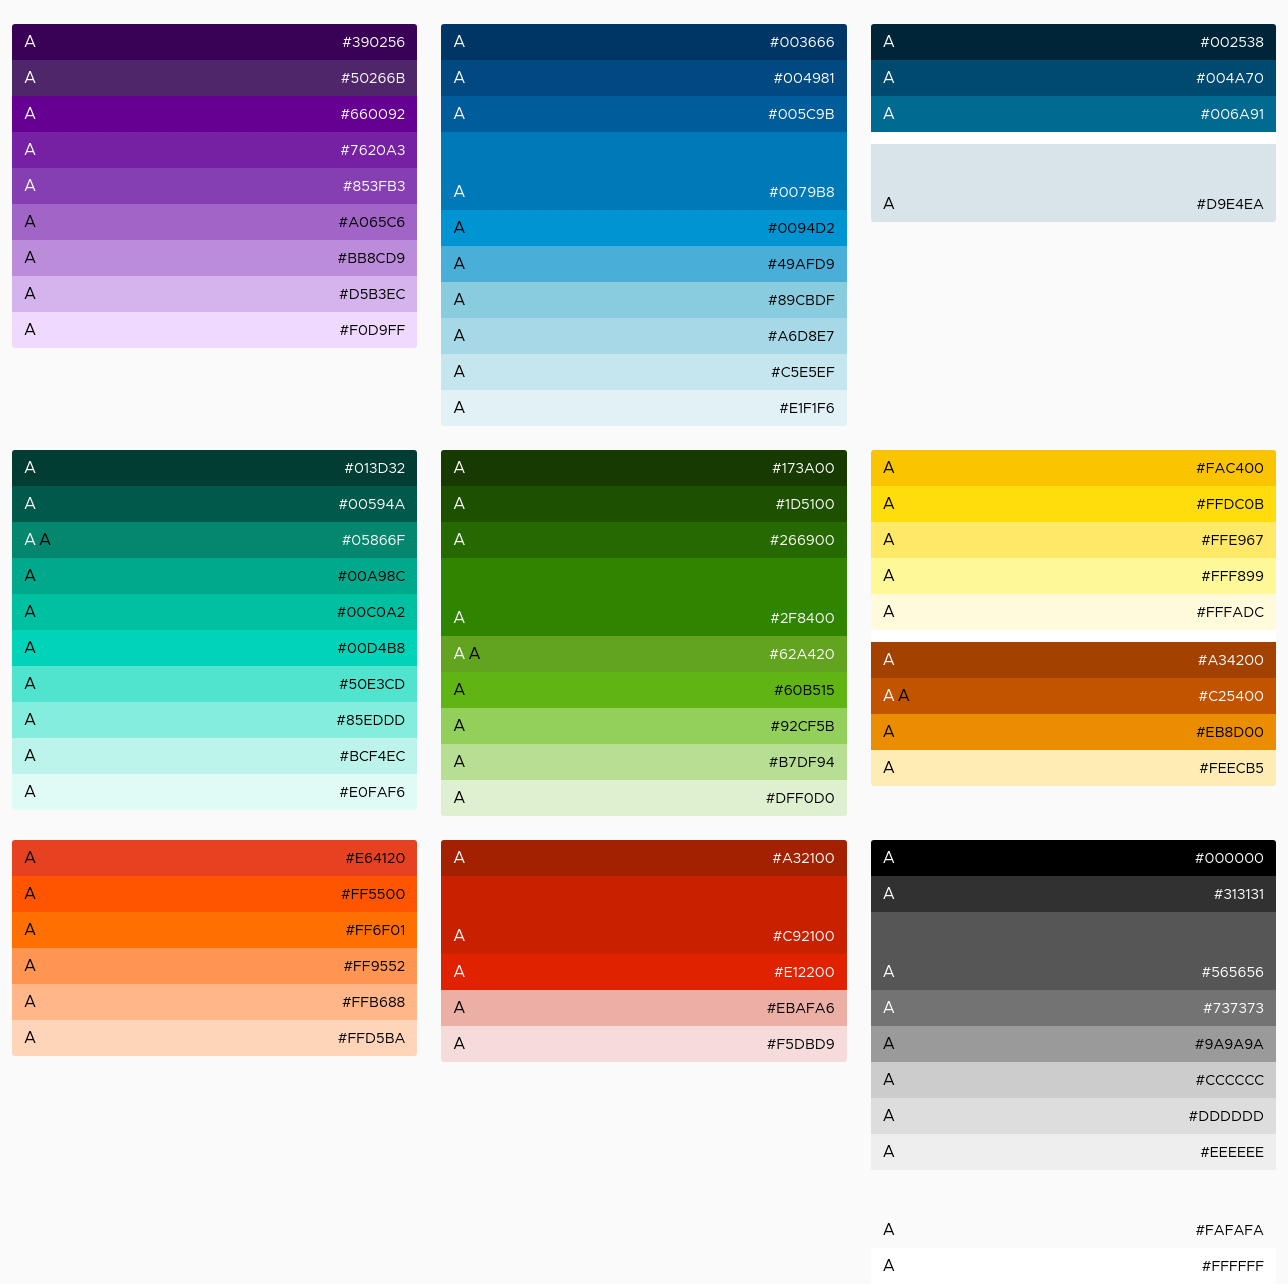 A #390256
A #50266B
A #660092
A #7620A3
A #853FB3
A #A065C6
A #BB8CD9
A #D5B3EC
A #F0D9FF
A #003666
A #004981
A #005C9B
A #0079B8
A #0094D2
A #49AFD9
A #89CBDF
A #A6D8E7
A #C5E5EF
A #E1F1F6
A #002538
A #004A70
A #006A91
A #D9E4EA
A #013D32
A #00594A
A A #05866F
A #00A98C
A #00C0A2
A #00D4B8
A #50E3CD
A #85EDDD
A #BCF4EC
A #E0FAF6
A #173A00
A #1D5100
A #266900
A #2F8400
A A #62A420
A #60B515
A #92CF5B
A #B7DF94
A #DFF0D0
A #FAC400
A #FFDC0B
A #FFE967
A #FFF899
A #FFFADC
A #A34200
A A #C25400
A #EB8D00
A #FEECB5
A #E64120
A #FF5500
A #FF6F01
A #FF9552
A #FFB688
A #FFD5BA
A #A32100
A #C92100
A #E12200
A #EBAFA6
A #F5DBD9
A #000000
A #313131
A #565656
A #737373
A #9A9A9A
A #CCCCCC
A #DDDDDD
A #EEEEEE
A #FAFAFA
A #FFFFFF